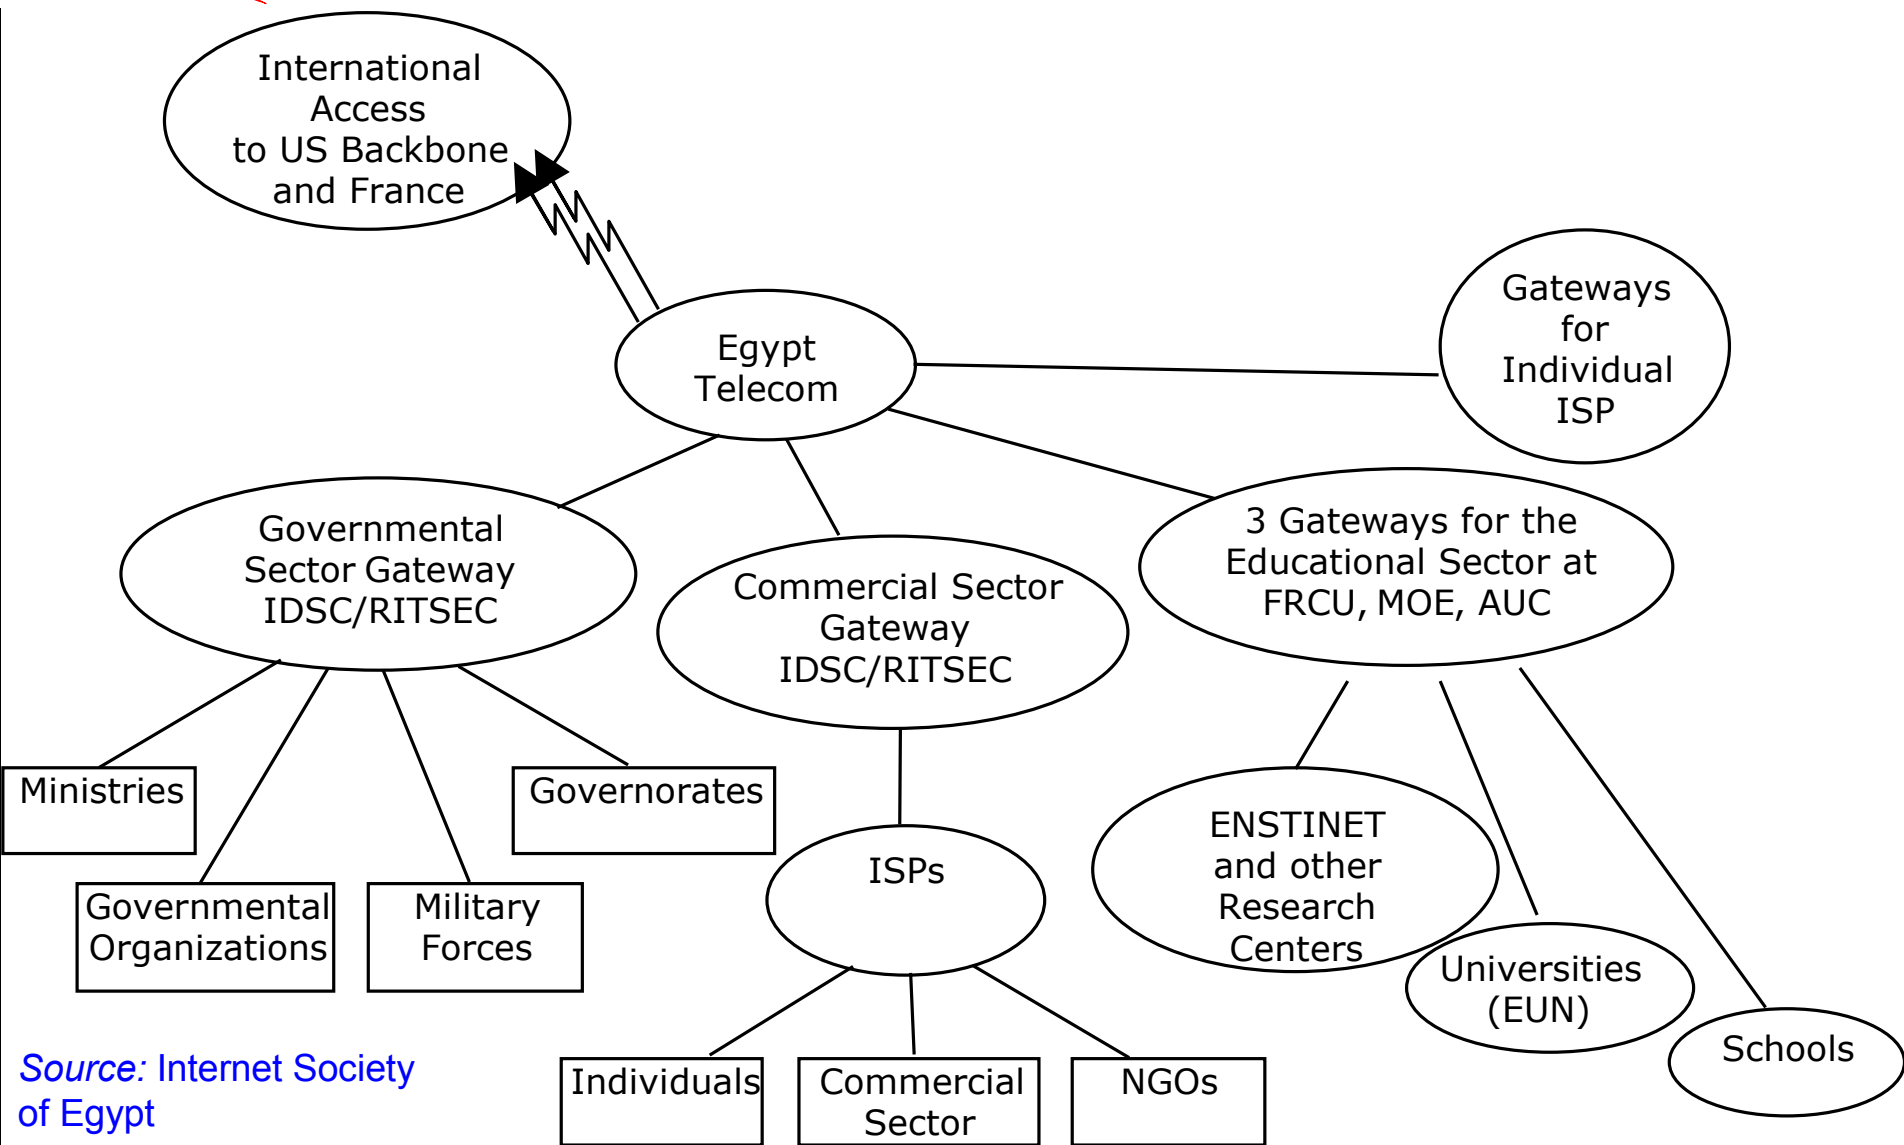 International
Access
to US Backbone
and France
Egypt
Telecom
Gateways
for
Individual
ISP
Governmental
Sector Gateway
IDSC/RITSEC
Commercial Sector
Gateway
IDSC/RITSEC
3 Gateways for the
Educational Sector at
FRCU, MOE, AUC
Ministries
Governorates
Governmental
Organizations
Military
Forces
ISPs
ENSTINET
and other
Research
Centers
Universities
(EUN)
Schools
Individuals
Commercial
Sector
NGOs
Source: Internet Society
of Egypt